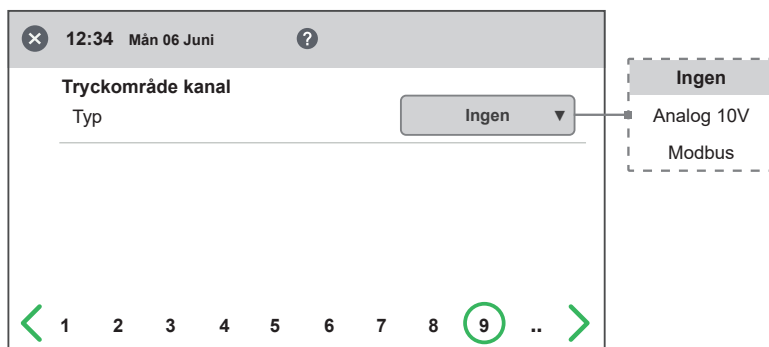 12:34 Mån 06 Juni ?
Tryckområde kanal
Typ Ingen ▼
Ingen
Analog 10V
Modbus
1 2 3 4 5 6 7 8 9 ..